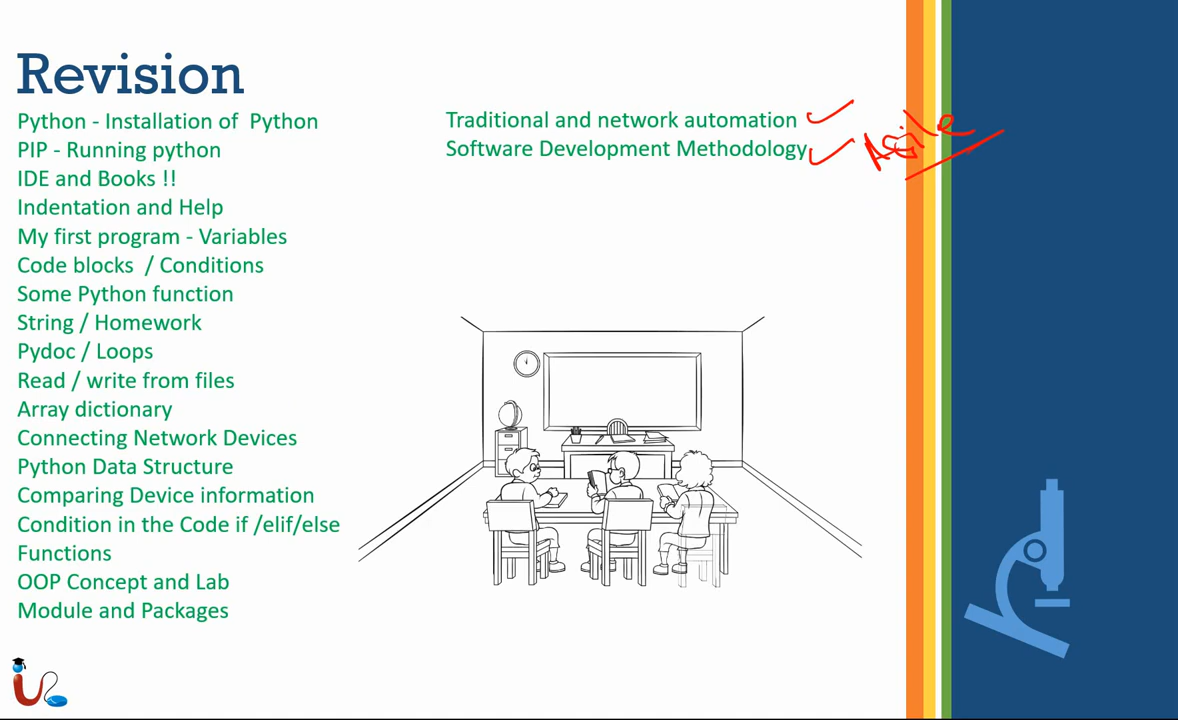 Revision
Python - Installation of  Python
PIP - Running python
IDE and Books !!
Indentation and Help
My first program - Variables
Code blocks  / Conditions
Some Python function
String / Homework
Pydoc / Loops
Read / write from files
Array dictionary
Connecting Network Devices
Python Data Structure
Comparing Device information
Condition in the Code if /elif/else
Functions
OOP Concept and Lab
Module and Packages
Traditional and network automation
Software Development Methodology
Agile